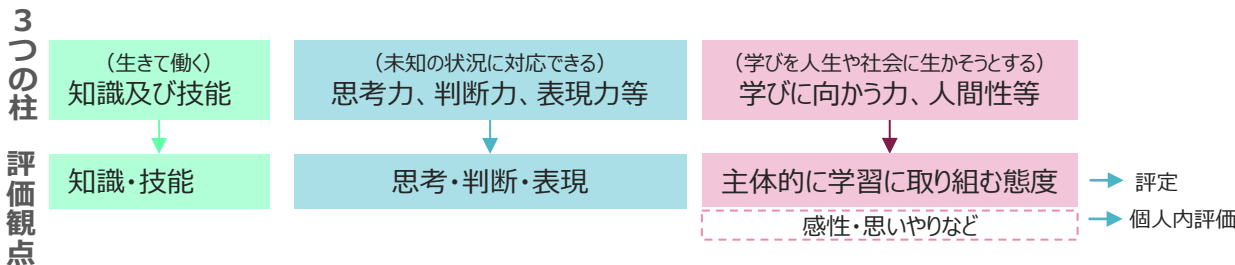 3つの柱
(生きて働く)
知識及び技能
(未知の状況に対応できる)
思考力、判断力、表現力等
(学びを人生や社会に生かそうとする)
学びに向かう力、人間性等
評価観点
知識・技能
思考・判断・表現
主体的に学習に取り組む態度
評定
感性・思いやりなど
個人内評価